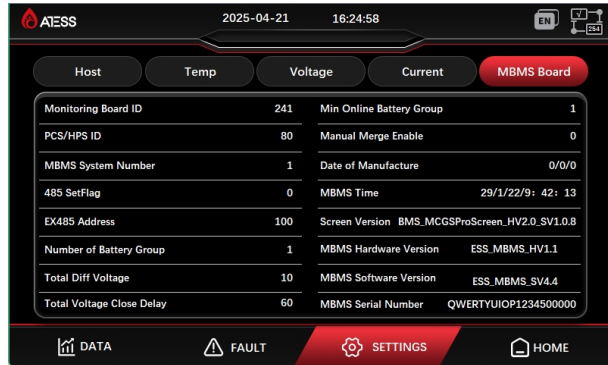 ATESS 2025-04-21 16:24:58 EN √ 254
Host Temp Voltage Current MBMS Board
Monitoring Board ID 241 Min Online Battery Group 1
PCS/HPS ID 80 Manual Merge Enable 0
MBMS System Number 1 Date of Manufacture 0/0/0
485 SetFlag 0 MBMS Time 29/1/22/9: 42: 13
EX485 Address 100 Screen Version BMS_MCGSProScreen_HV2.0_SV1.0.8
Number of Battery Group 1 MBMS Hardware Version ESS_MBMS_HV1.1
Total Diff Voltage 10 MBMS Software Version ESS_MBMS_SV4.4
Total Voltage Close Delay 60 MBMS Serial Number QWERTYUIOP1234500000
DATA FAULT SETTINGS HOME